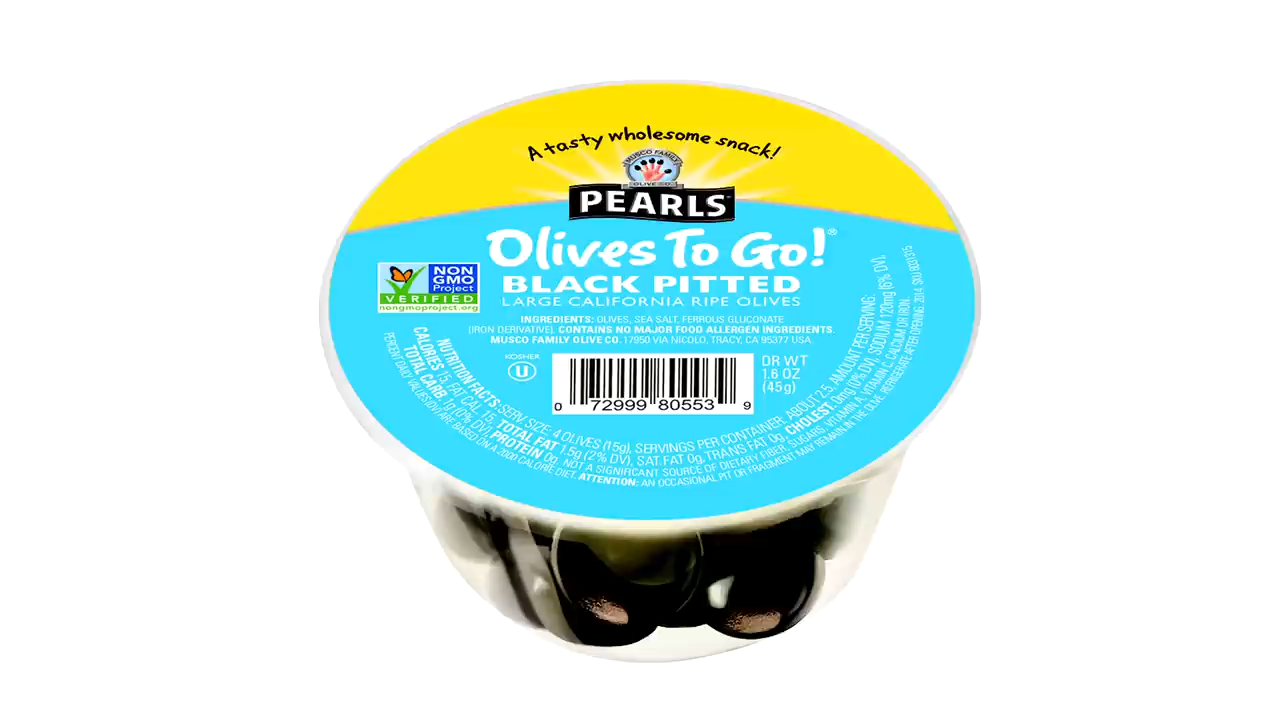 A tasty wholesome snack!
MUSCO FAMILY
OLIVE CO.
PEARLS
Olives To Go!®
BLACK PITTED
LARGE CALIFORNIA RIPE OLIVES
NON
GMO
Project
VERIFIED
nongmoproject.org
INGREDIENTS: OLIVES, SEA SALT, FERROUS GLUCONATE
(IRON DERIVATIVE). CONTAINS NO MAJOR FOOD ALLERGEN INGREDIENTS.
MUSCO FAMILY OLIVE CO. 17950 VIA NICOLO, TRACY, CA 95377 USA.
KOSHER
U
DR WT
1.6 OZ
(45g)
0 72999 80553 9
NUTRITION FACTS: SERV SIZE: 4 OLIVES (15g), SERVINGS PER CONTAINER: ABOUT 2.5, AMOUNT PER SERVING:
CALORIES 15, FAT CAL. 15, TOTAL FAT 1.5g (2% DV), SAT. FAT 0g, TRANS FAT 0g, CHOLEST. 0mg (0% DV), SODIUM 120mg (5% DV),
TOTAL CARB. 1g (0% DV), PROTEIN 0g. NOT A SIGNIFICANT SOURCE OF DIETARY FIBER, SUGARS, VITAMIN A, VITAMIN C, CALCIUM OR IRON.
PERCENT DAILY VALUES (DV) ARE BASED ON A 2000 CALORIE DIET. ATTENTION: AN OCCASIONAL PIT OR FRAGMENT MAY REMAIN IN THE OLIVE. REFRIGERATE AFTER OPENING. 2014